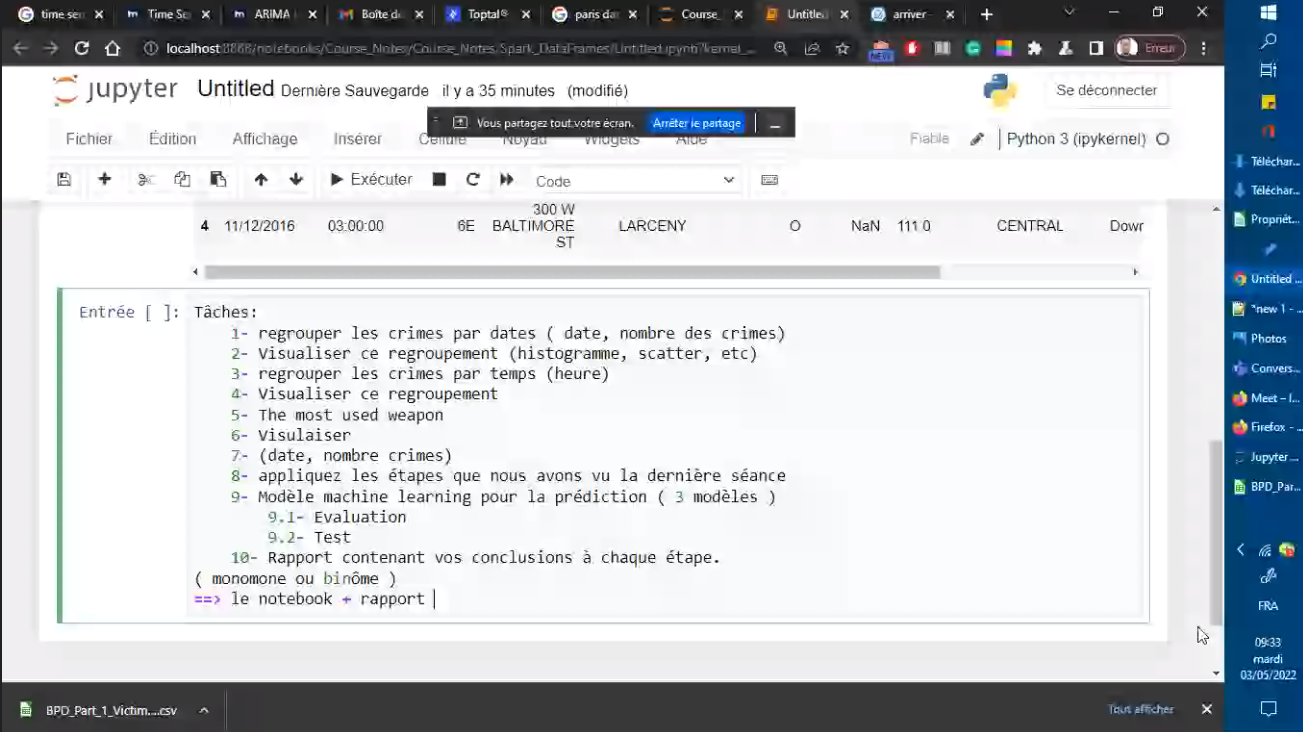 time sen
Time Se
ARIMA
Boîte de
Toptal®
paris da
Course_
Untitled
arriver
localhost:8888/notebooks/Course_Notes/Course_Notes/Spark_DataFrames/Untitled.ipynb?kernel_...
NEW
Erreur
jupyter Untitled Dernière Sauvegarde il y a 35 minutes (modifié)
Se déconnecter
Vous partagez tout votre écran. Arrêter le partage
Fichier Édition Affichage Insérer Cellule Noyau Widgets Aide
Fiable Python 3 (ipykernel)
Exécuter Code
4 11/12/2016 03:00:00 6E 300 W BALTIMORE ST LARCENY O NaN 111.0 CENTRAL Dowr
Entrée [ ]: Tâches:
1- regrouper les crimes par dates ( date, nombre des crimes)
2- Visualiser ce regroupement (histogramme, scatter, etc)
3- regrouper les crimes par temps (heure)
4- Visualiser ce regroupement
5- The most used weapon
6- Visulaiser
7- (date, nombre crimes)
8- appliquez les étapes que nous avons vu la dernière séance
9- Modèle machine learning pour la prédiction ( 3 modèles )
9.1- Evaluation
9.2- Test
10- Rapport contenant vos conclusions à chaque étape.
( monomone ou binôme )
==> le notebook + rapport
BPD_Part_1_Victim....csv
Tout afficher
Téléchar...
Téléchar...
Propriét...
Untitled ...
*new 1 - ...
Photos
Convers...
Meet – I...
Firefox - ...
Jupyter ...
BPD_Par...
FRA
09:33
mardi
03/05/2022